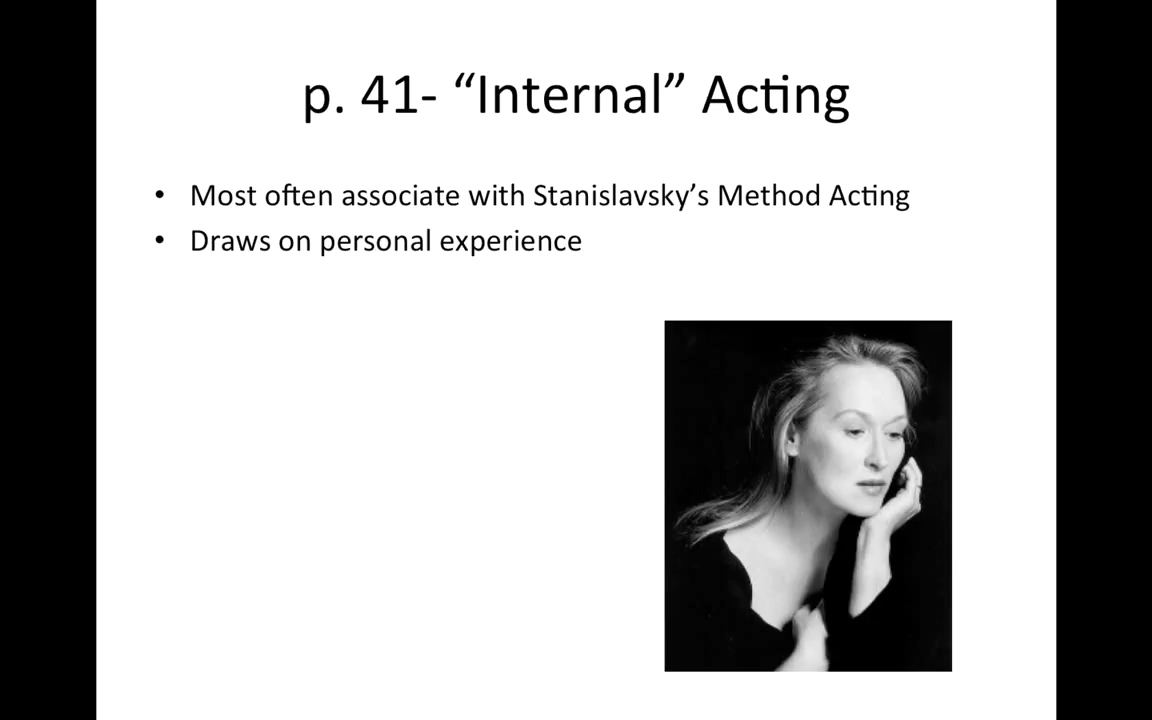 p. 41- “Internal” Acting
• Most often associate with Stanislavsky’s Method Acting
• Draws on personal experience